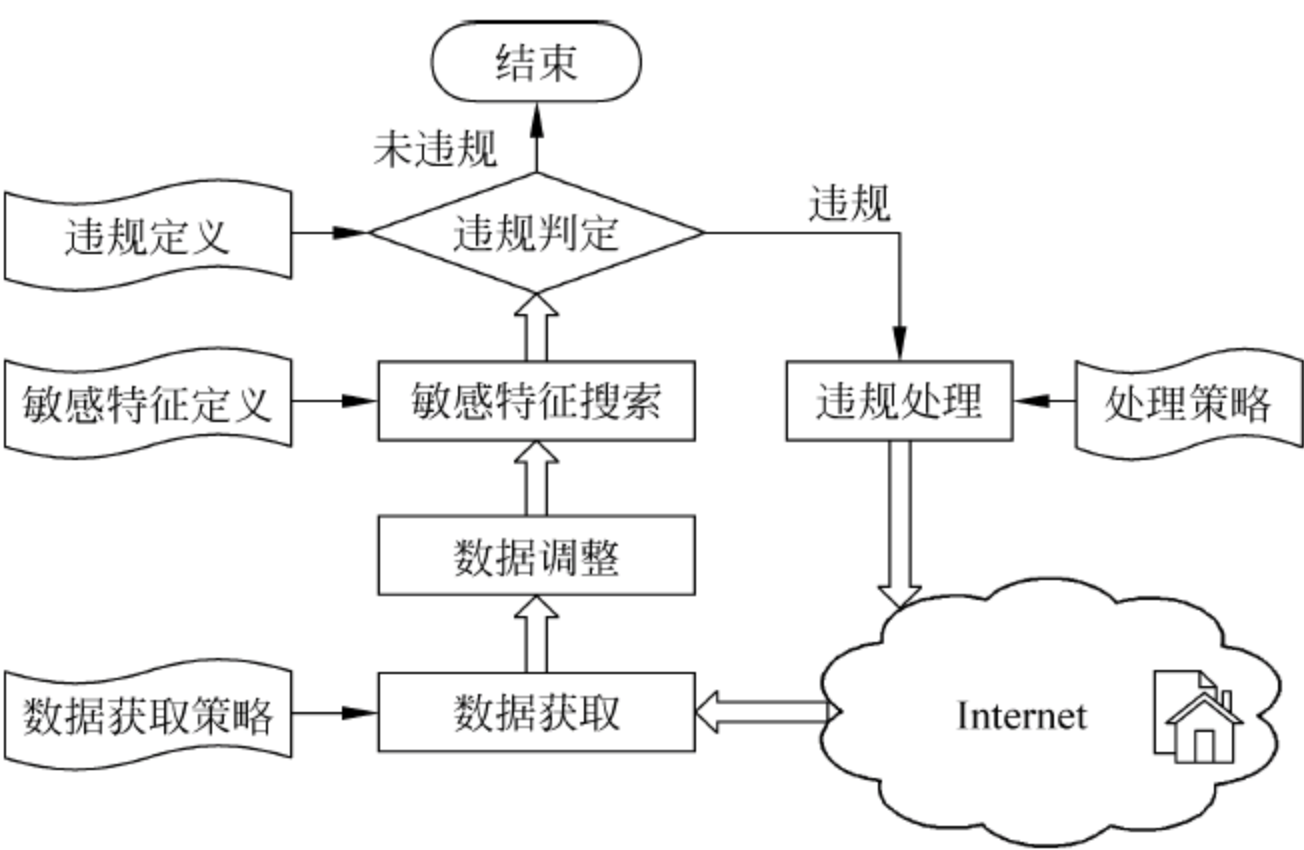 结束
未违规
违规
违规定义
违规判定
敏感特征定义
敏感特征搜索
违规处理
处理策略
数据调整
数据获取策略
数据获取
Internet